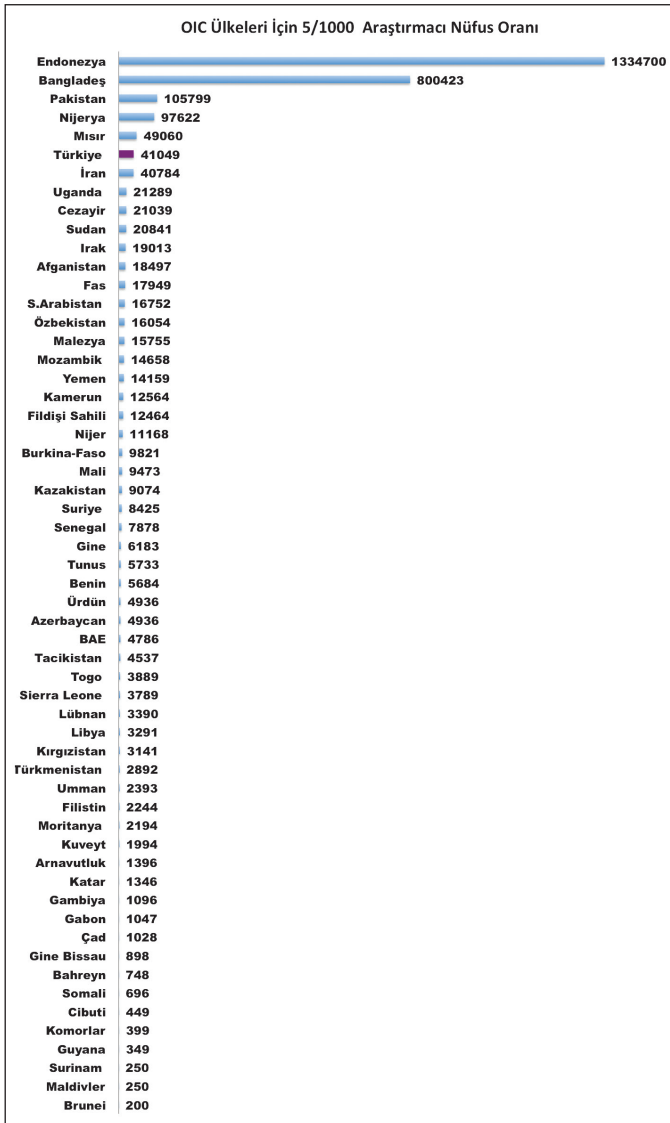 OIC Ülkeleri İçin 5/1000 Araştırmacı Nüfus Oranı
Endonezya 1334700
Bangladeş 800423
Pakistan 105799
Nijerya 97622
Mısır 49060
Türkiye 41049
İran 40784
Uganda 21289
Cezayir 21039
Sudan 20841
Irak 19013
Afganistan 18497
Fas 17949
S.Arabistan 16752
Özbekistan 16054
Malezya 15755
Mozambik 14658
Yemen 14159
Kamerun 12564
Fildişi Sahili 12464
Nijer 11168
Burkina-Faso 9821
Mali 9473
Kazakistan 9074
Suriye 8425
Senegal 7878
Gine 6183
Tunus 5733
Benin 5684
Ürdün 4936
Azerbaycan 4936
BAE 4786
Tacikistan 4537
Togo 3889
Sierra Leone 3789
Lübnan 3390
Libya 3291
Kırgızistan 3141
Türkmenistan 2892
Umman 2393
Filistin 2244
Moritanya 2194
Kuveyt 1994
Arnavutluk 1396
Katar 1346
Gambiya 1096
Gabon 1047
Çad 1028
Gine Bissau 898
Bahreyn 748
Somali 696
Cibuti 449
Komorlar 399
Guyana 349
Surinam 250
Maldivler 250
Brunei 200